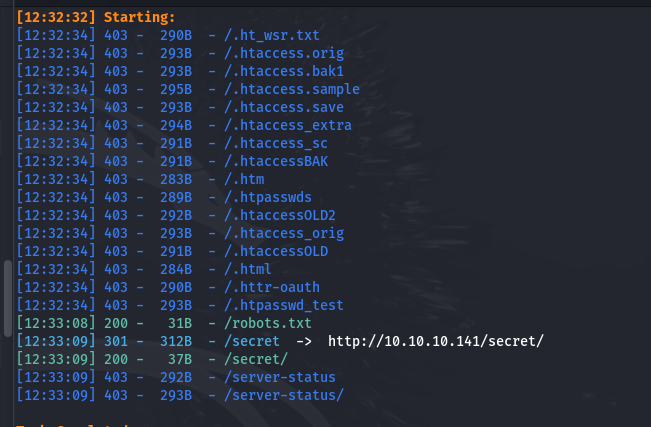 [12:32:32] Starting:
[12:32:34] 403 - 290B - /.ht_wsr.txt
[12:32:34] 403 - 293B - /.htaccess.orig
[12:32:34] 403 - 293B - /.htaccess.bak1
[12:32:34] 403 - 295B - /.htaccess.sample
[12:32:34] 403 - 293B - /.htaccess.save
[12:32:34] 403 - 294B - /.htaccess_extra
[12:32:34] 403 - 291B - /.htaccess_sc
[12:32:34] 403 - 291B - /.htaccessBAK
[12:32:34] 403 - 283B - /.htm
[12:32:34] 403 - 289B - /.htpasswds
[12:32:34] 403 - 292B - /.htaccessOLD2
[12:32:34] 403 - 293B - /.htaccess_orig
[12:32:34] 403 - 291B - /.htaccessOLD
[12:32:34] 403 - 284B - /.html
[12:32:34] 403 - 290B - /.httr-oauth
[12:32:34] 403 - 293B - /.htpasswd_test
[12:33:08] 200 - 31B - /robots.txt
[12:33:09] 301 - 312B - /secret -> http://10.10.10.141/secret/
[12:33:09] 200 - 37B - /secret/
[12:33:09] 403 - 292B - /server-status
[12:33:09] 403 - 293B - /server-status/